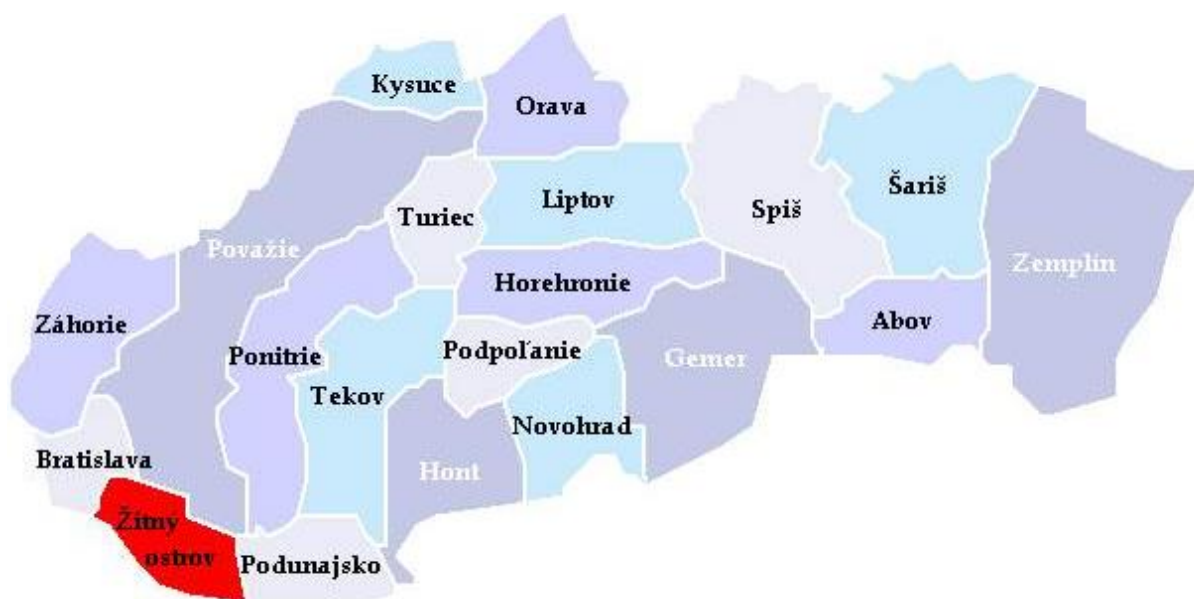 Kysuce
Orava
Šariš
Liptov
Spiš
Turiec
Považie
Zemplín
Horehronie
Záhorie
Abov
Ponitrie
Podpoľanie
Gemer
Tekov
Novohrad
Bratislava
Hont
Žitný
ostrov
Podunajsko